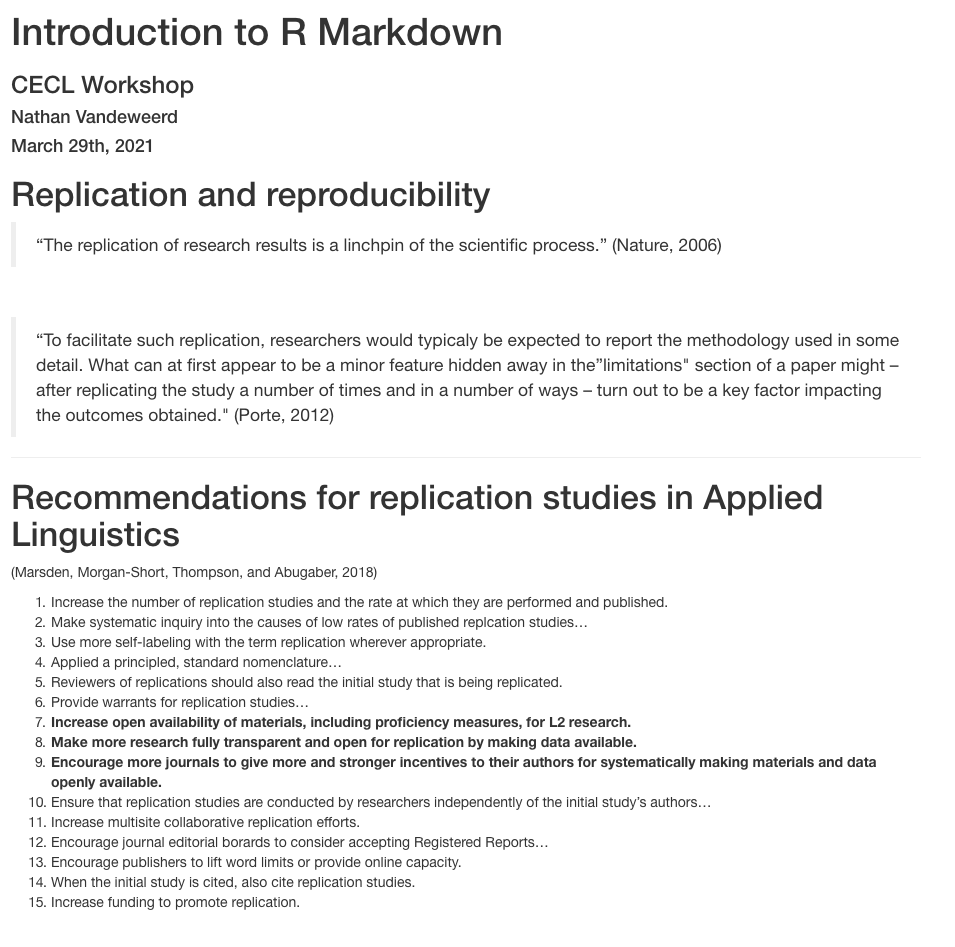 Introduction to R Markdown
CECL Workshop
Nathan Vandeweerd
March 29th, 2021
Replication and reproducibility
“The replication of research results is a linchpin of the scientific process.” (Nature, 2006)
“To facilitate such replication, researchers would typicaly be expected to report the methodology used in some
detail. What can at first appear to be a minor feature hidden away in the”limitations" section of a paper might –
after replicating the study a number of times and in a number of ways – turn out to be a key factor impacting
the outcomes obtained." (Porte, 2012)
Recommendations for replication studies in Applied
Linguistics
(Marsden, Morgan-Short, Thompson, and Abugaber, 2018)
1. Increase the number of replication studies and the rate at which they are performed and published.
2. Make systematic inquiry into the causes of low rates of published replcation studies…
3. Use more self-labeling with the term replication wherever appropriate.
4. Applied a principled, standard nomenclature…
5. Reviewers of replications should also read the initial study that is being replicated.
6. Provide warrants for replication studies…
7. Increase open availability of materials, including proficiency measures, for L2 research.
8. Make more research fully transparent and open for replication by making data available.
9. Encourage more journals to give more and stronger incentives to their authors for systematically making materials and data
openly available.
10. Ensure that replication studies are conducted by researchers independently of the initial study’s authors…
11. Increase multisite collaborative replication efforts.
12. Encourage journal editorial borards to consider accepting Registered Reports…
13. Encourage publishers to lift word limits or provide online capacity.
14. When the initial study is cited, also cite replication studies.
15. Increase funding to promote replication.